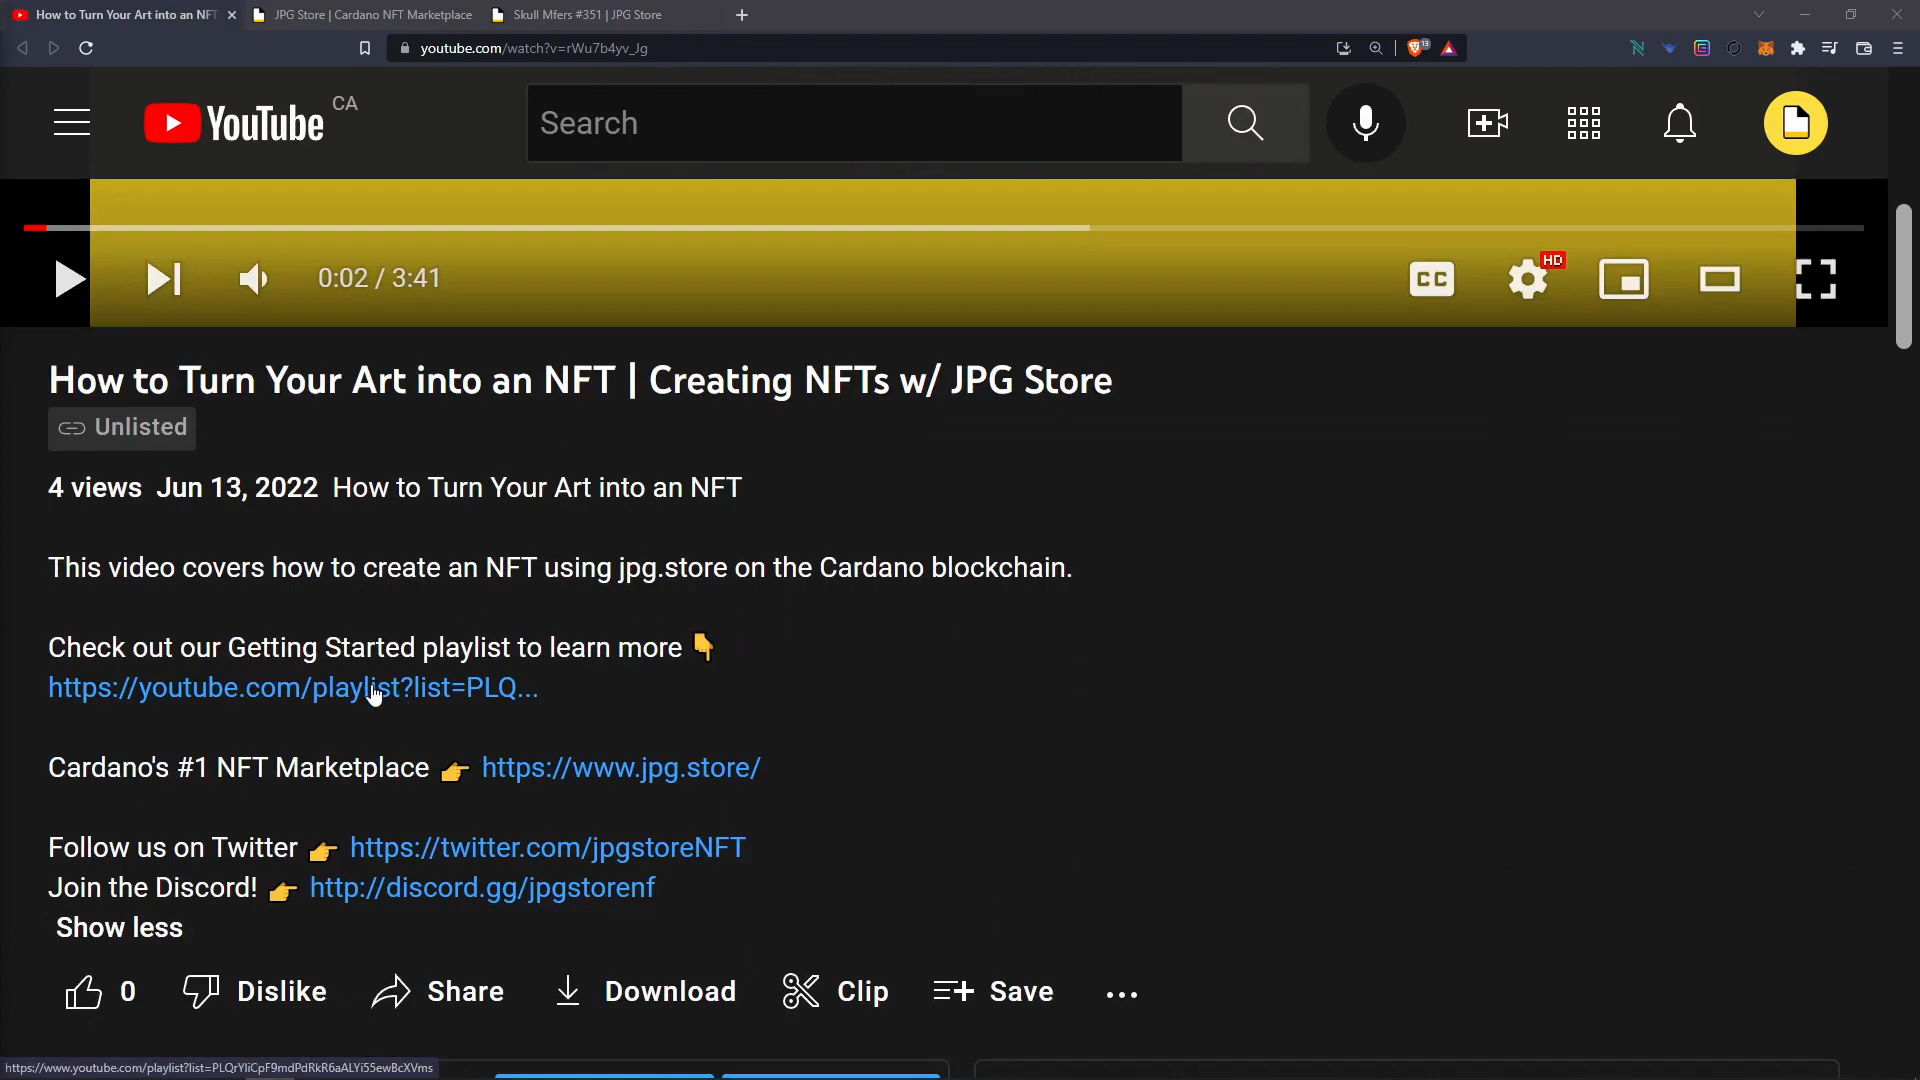 How to Turn Your Art into an NFT
JPG Store | Cardano NFT Marketplace
Skull Mfers #351 | JPG Store
youtube.com/watch?v=rWu7b4yv_Jg
13
YouTube CA
Search
0:02 / 3:41
CC
HD
How to Turn Your Art into an NFT | Creating NFTs w/ JPG Store
Unlisted
4 views Jun 13, 2022 How to Turn Your Art into an NFT
This video covers how to create an NFT using jpg.store on the Cardano blockchain.
Check out our Getting Started playlist to learn more 👇
https://youtube.com/playlist?list=PLQ...
Cardano's #1 NFT Marketplace 👉 https://www.jpg.store/
Follow us on Twitter 👉 https://twitter.com/jpgstoreNFT
Join the Discord! 👉 http://discord.gg/jpgstorenf
Show less
0 Dislike Share Download Clip Save ...
https://www.youtube.com/playlist?list=PLQrYliCpF9mdPdRkR6aALYi55ewBcXVms